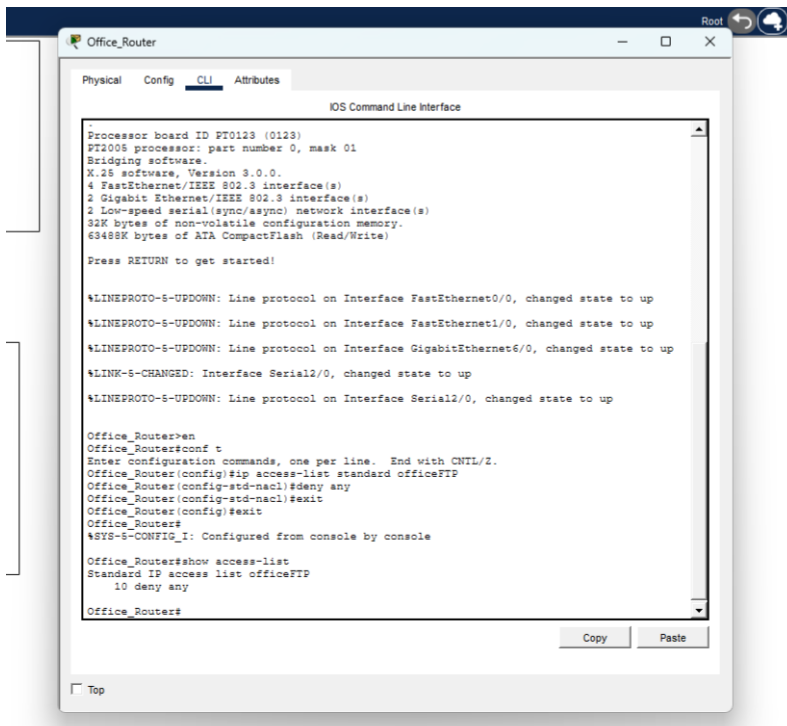 Root
Office_Router
Physical Config CLI Attributes
IOS Command Line Interface
Processor board ID PT0123 (0123)
PT2005 processor: part number 0, mask 01
Bridging software.
X.25 software, Version 3.0.0.
4 FastEthernet/IEEE 802.3 interface(s)
2 Gigabit Ethernet/IEEE 802.3 interface(s)
2 Low-speed serial(sync/async) network interface(s)
32K bytes of non-volatile configuration memory.
63488K bytes of ATA CompactFlash (Read/Write)
Press RETURN to get started!
%LINEPROTO-5-UPDOWN: Line protocol on Interface FastEthernet0/0, changed state to up
%LINEPROTO-5-UPDOWN: Line protocol on Interface FastEthernet1/0, changed state to up
%LINEPROTO-5-UPDOWN: Line protocol on Interface GigabitEthernet6/0, changed state to up
%LINK-5-CHANGED: Interface Serial2/0, changed state to up
%LINEPROTO-5-UPDOWN: Line protocol on Interface Serial2/0, changed state to up
Office_Router>en
Office_Router#conf t
Enter configuration commands, one per line.  End with CNTL/Z.
Office_Router(config)#ip access-list standard officeFTP
Office_Router(config-std-nacl)#deny any
Office_Router(config-std-nacl)#exit
Office_Router(config)#exit
Office_Router#
%SYS-5-CONFIG_I: Configured from console by console
Office_Router#show access-list
Standard IP access list officeFTP
    10 deny any
Office_Router#
Copy Paste
Top